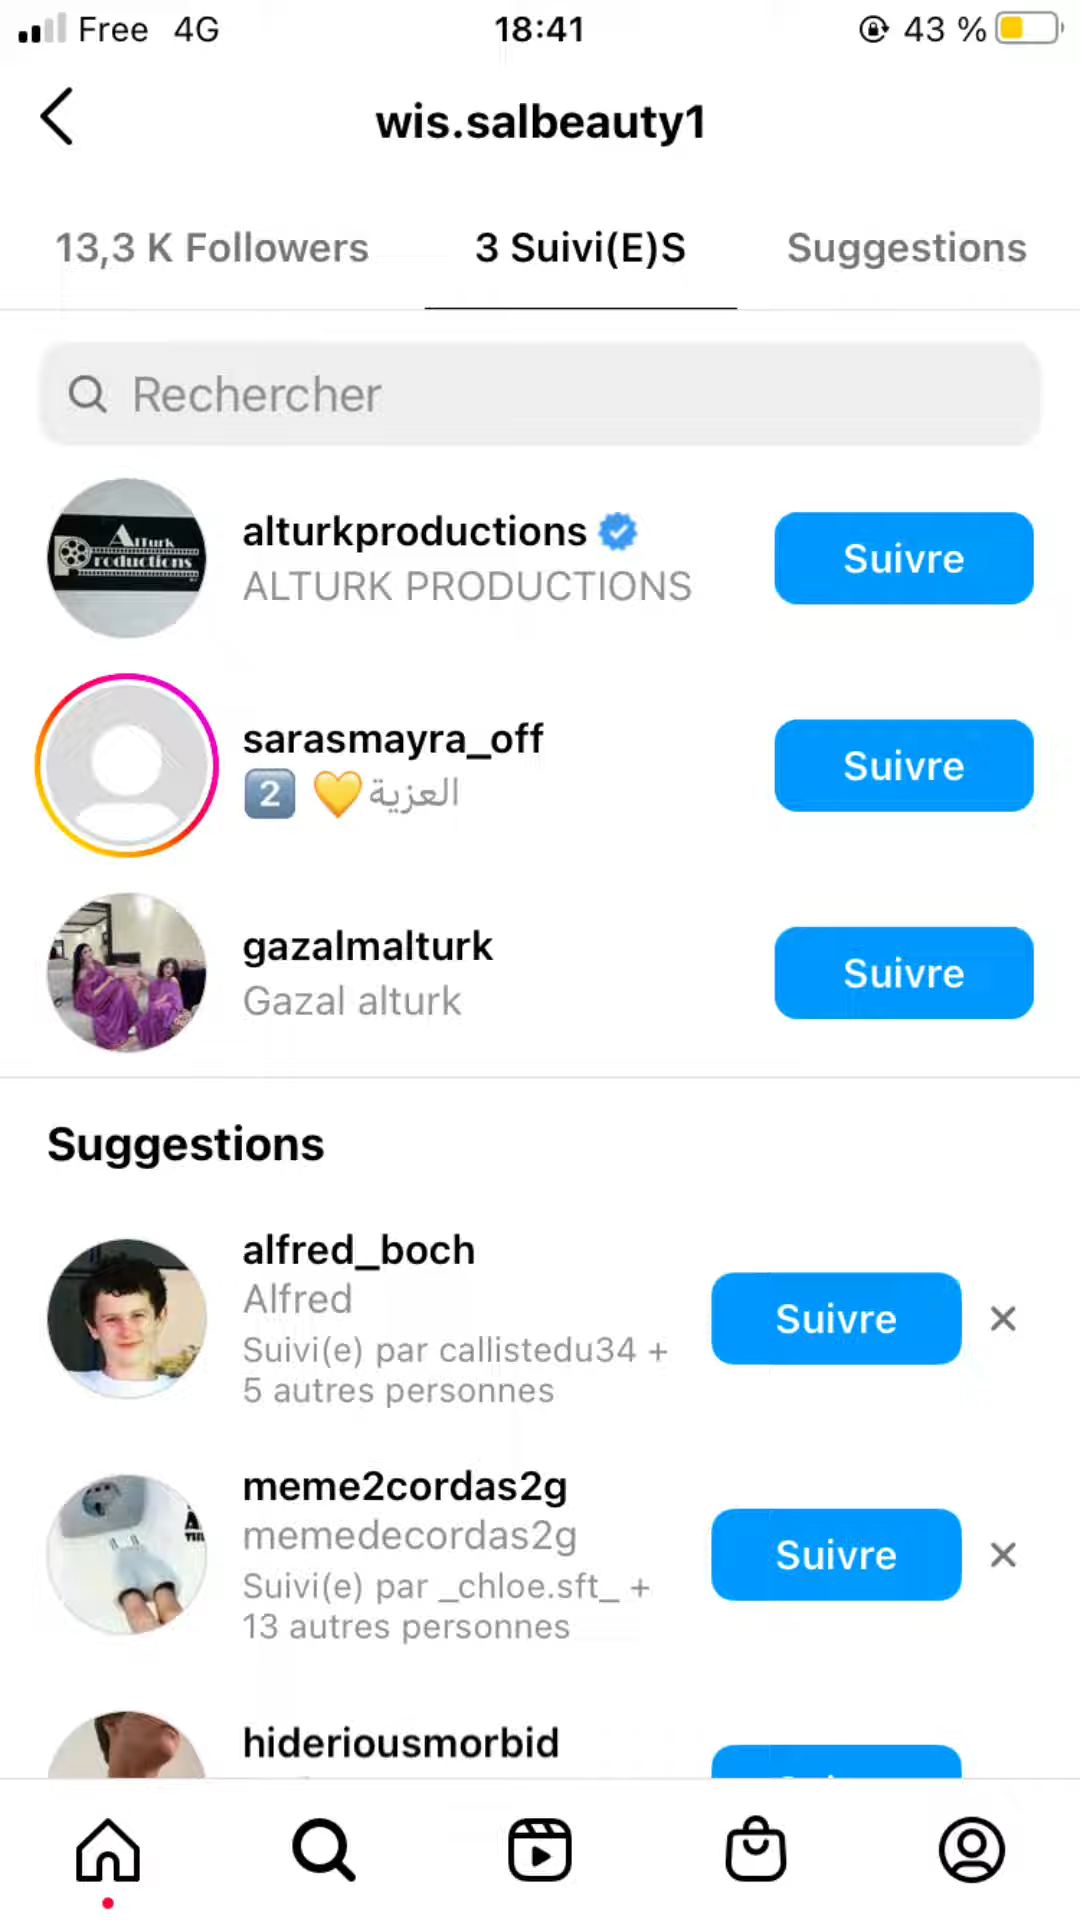 Free 4G 18:41 43 %
wis.salbeauty1
13,3 K Followers 3 Suivi(E)S Suggestions
Rechercher
AlTurk
Productions
alturkproductions
ALTURK PRODUCTIONS
Suivre
sarasmayra_off
2 💛العزية
Suivre
gazalmalturk
Gazal alturk
Suivre
Suggestions
alfred_boch
Alfred
Suivi(e) par callistedu34 +
5 autres personnes
Suivre
meme2cordas2g
memedecordas2g
Suivi(e) par _chloe.sft_ +
13 autres personnes
Suivre
hideriousmorbid